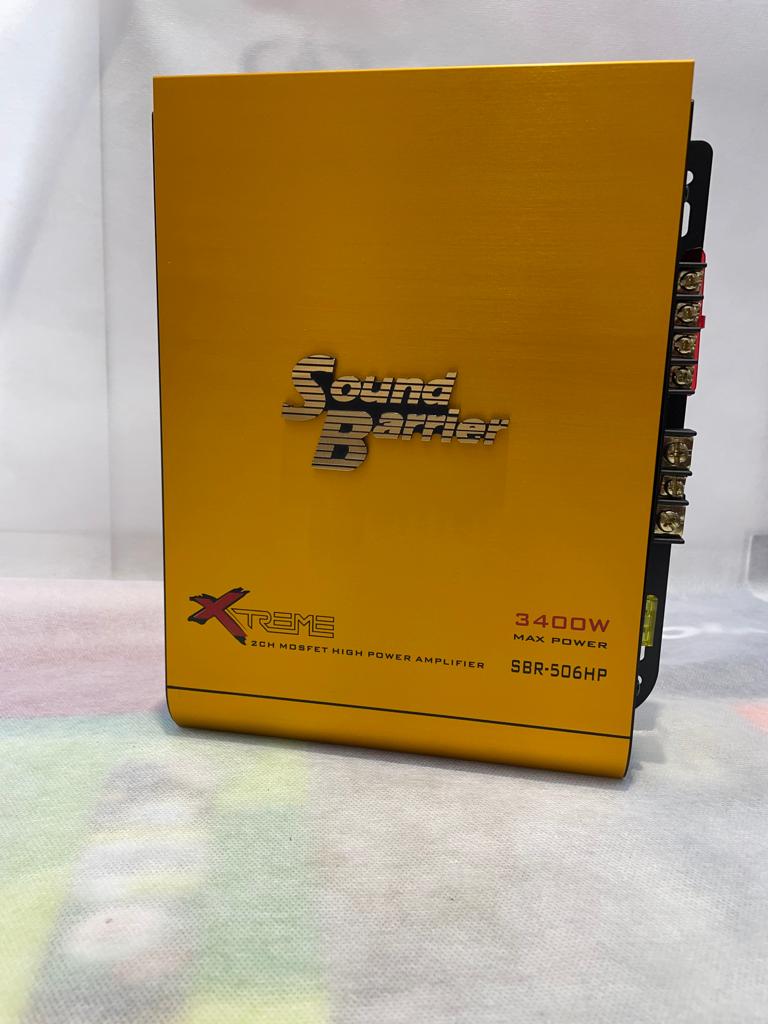 Sound
Barrier
XTREME
2CH MOSFET HIGH POWER AMPLIFIER
3400W
MAX POWER
SBR-506HP